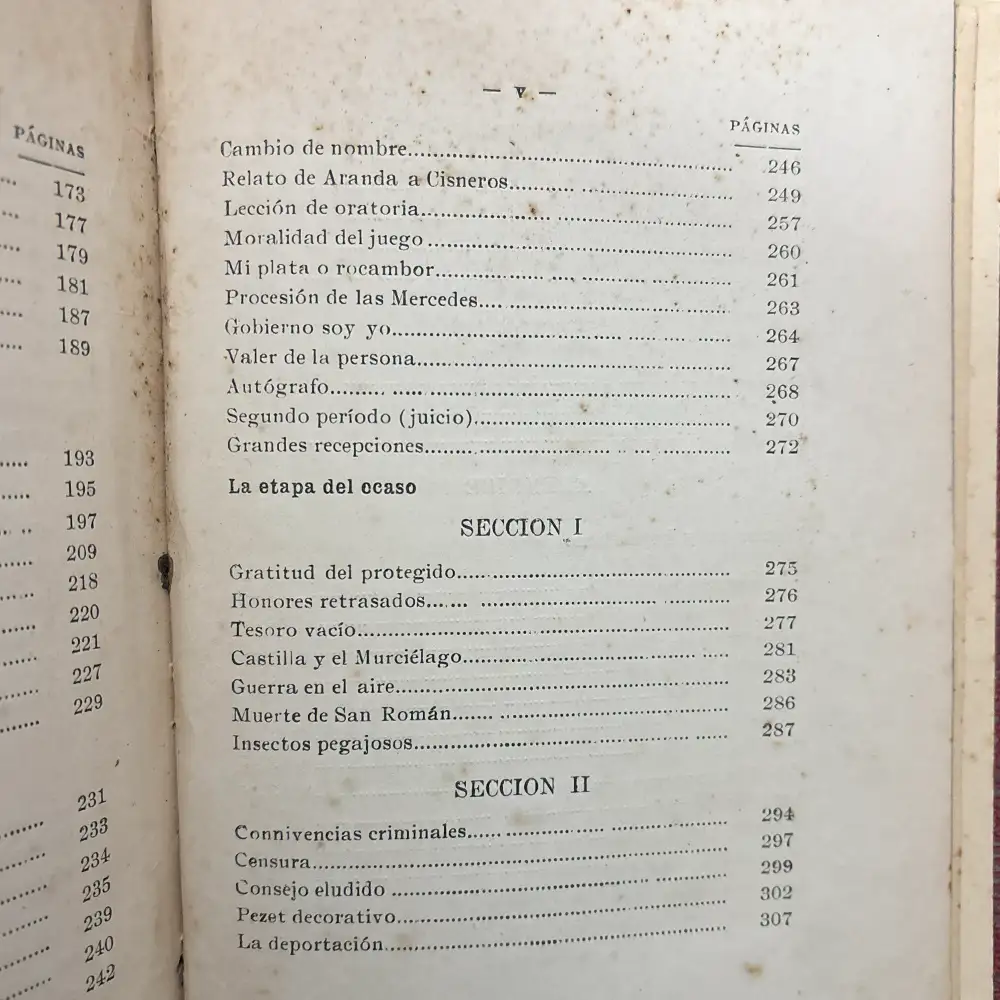 PÁGINAS
173
177
179
181
187
189
193
195
197
209
218
220
221
227
229
231
233
234
235
239
240
242
— V —
PÁGINAS
Cambio de nombre.......... 246
Relato de Aranda a Cisneros.......... 249
Lección de oratoria.......... 257
Moralidad del juego.......... 260
Mi plata o rocambor.......... 261
Procesión de las Mercedes.......... 263
Gobierno soy yo.......... 264
Valer de la persona.......... 267
Autógrafo.......... 268
Segundo período (juicio).......... 270
Grandes recepciones.......... 272
La etapa del ocaso
SECCION I
Gratitud del protegido.......... 275
Honores retrasados.......... 276
Tesoro vacío.......... 277
Castilla y el Murciélago.......... 281
Guerra en el aire.......... 283
Muerte de San Román.......... 286
Insectos pegajosos.......... 287
SECCION II
Connivencias criminales.......... 294
Censura.......... 297
Consejo eludido.......... 299
Pezet decorativo.......... 302
La deportación.......... 307